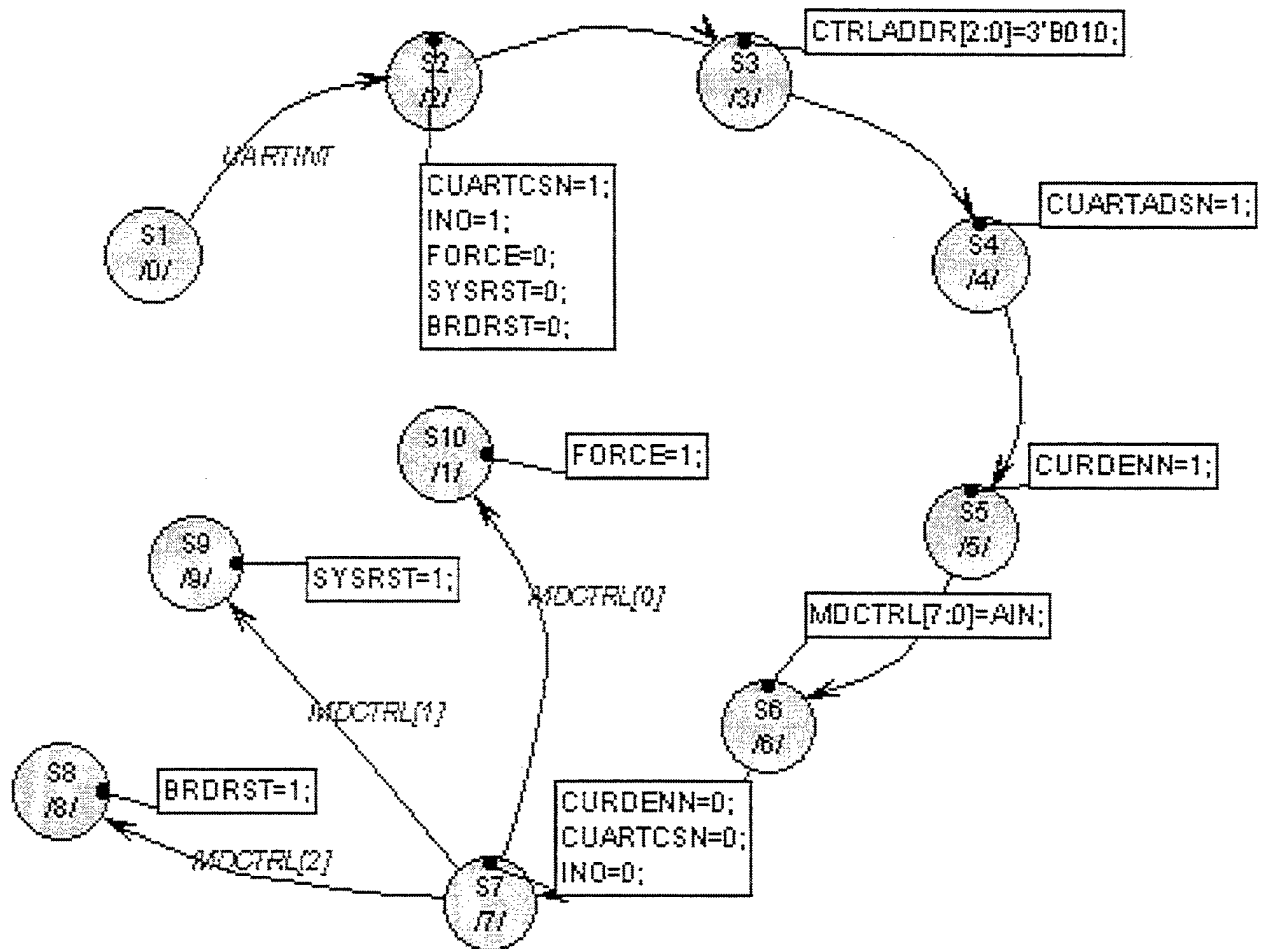 S2
/2/
S3
/3/
CTRLADDR[2:0]=3'B010;
UARTINT
CUARTCSN=1;
INO=1;
FORCE=0;
SYSRST=0;
BRDRST=0;
S1
/0/
CUARTADSN=1;
S4
/4/
S10
/1/
FORCE=1;
CURDENN=1;
S5
/5/
S9
/9/
SYSRST=1;
MDCTRL[0]
MDCTRL[7:0]=AIN;
S6
/6/
MDCTRL[1]
S8
/8/
BRDRST=1;
MDCTRL[2]
CURDENN=0;
CUARTCSN=0;
INO=0;
S7
/7/